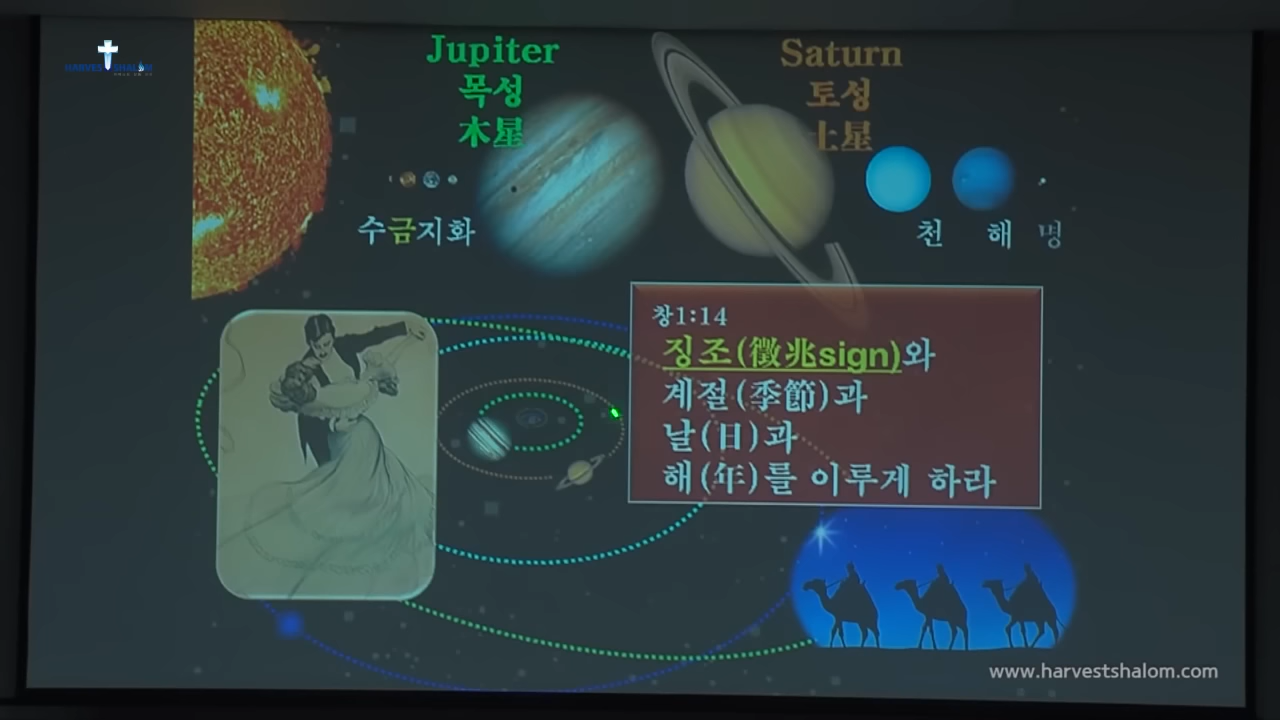 HARVEST SHALOM
Jupiter
목성
木星
Saturn
토성
土星
수금지화
천 해 명
창1:14
징조(徵兆sign)와
계절(季節)과
날(日)과
해(年)를 이루게 하라
www.harvestshalom.com